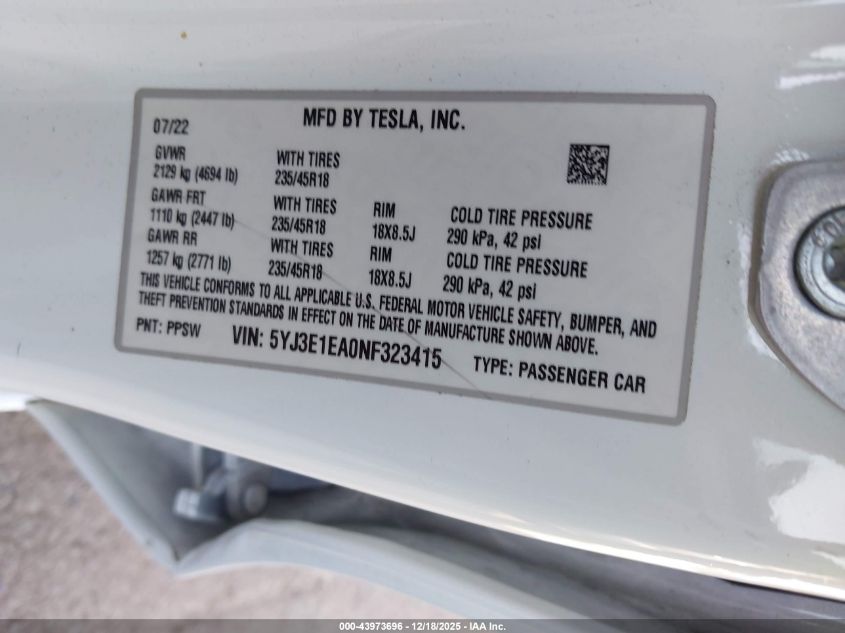 07/22
MFD BY TESLA, INC.
GVWR
2129 kg (4694 lb)
WITH TIRES
235/45R18
GAWR FRT
1110 kg (2447 lb)
WITH TIRES
235/45R18
RIM
18X8.5J
COLD TIRE PRESSURE
290 kPa, 42 psi
GAWR RR
1257 kg (2771 lb)
WITH TIRES
235/45R18
RIM
18X8.5J
COLD TIRE PRESSURE
290 kPa, 42 psi
THIS VEHICLE CONFORMS TO ALL APPLICABLE U.S. FEDERAL MOTOR VEHICLE SAFETY, BUMPER, AND
THEFT PREVENTION STANDARDS IN EFFECT ON THE DATE OF MANUFACTURE SHOWN ABOVE.
PNT: PPSW
VIN: 5YJ3E1EA0NF323415
TYPE: PASSENGER CAR
000-43973696 - 12/18/2025 - IAA Inc.